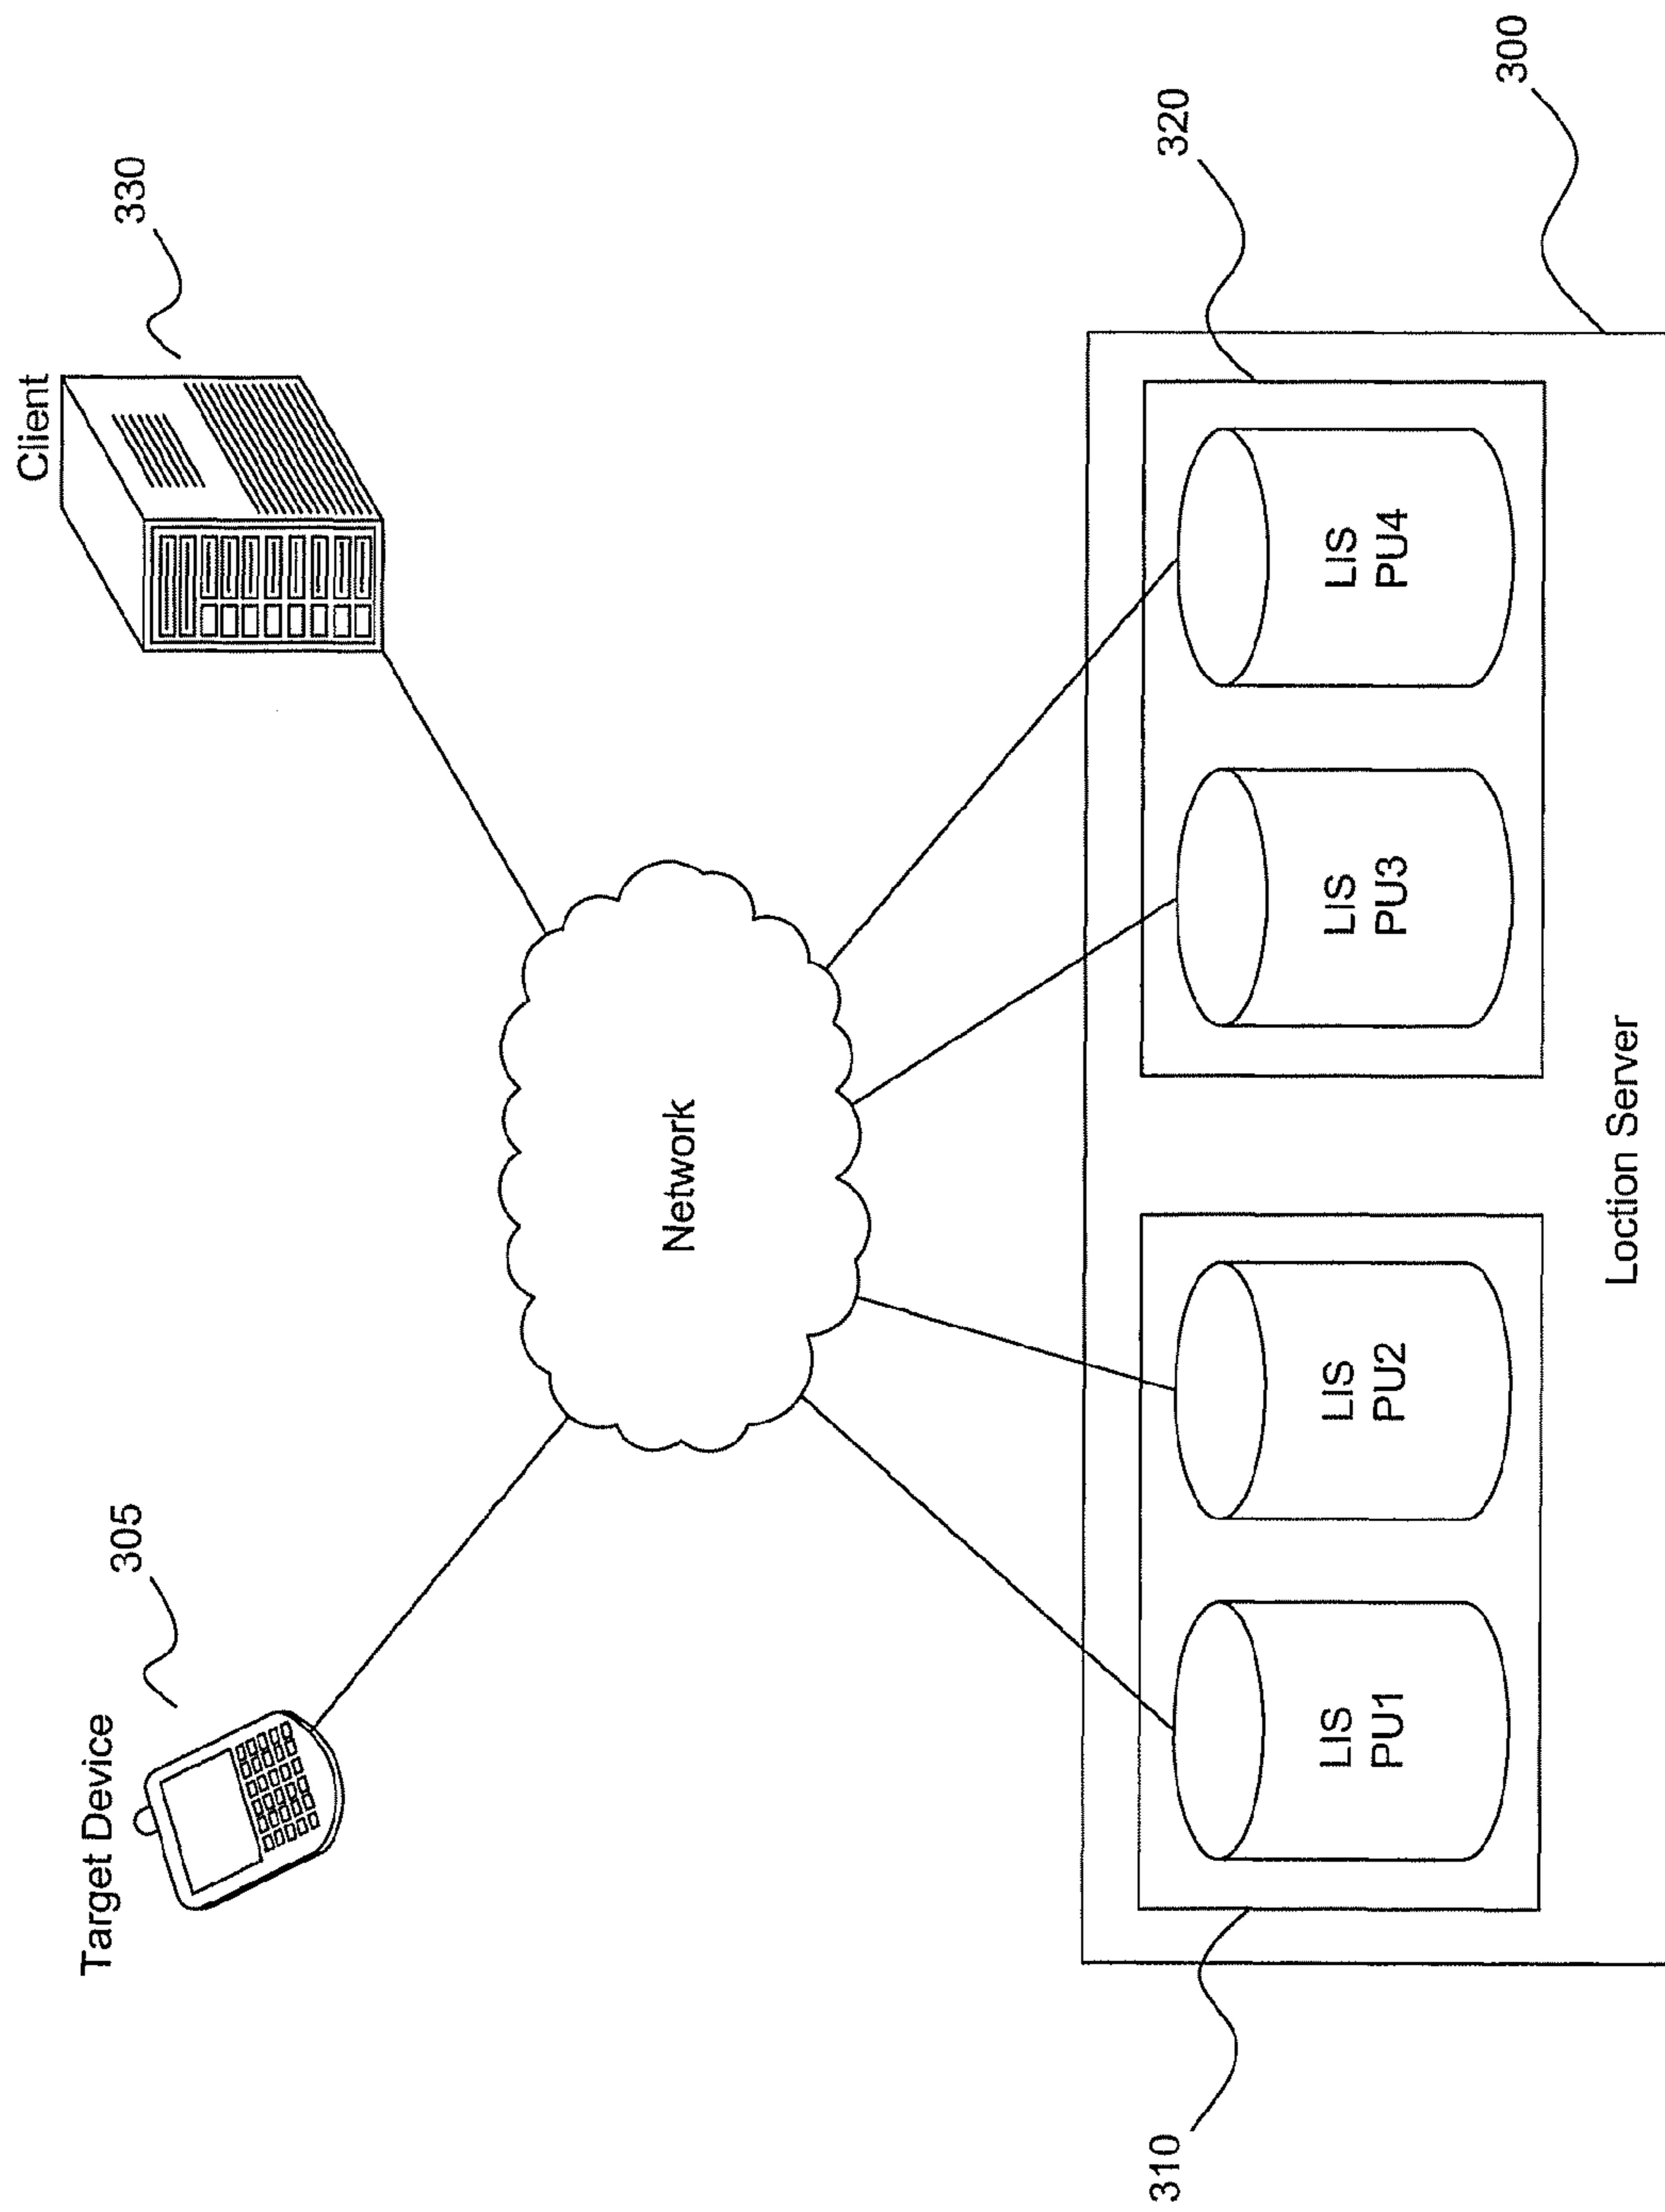 Target Device
305
Client
330
Network
310
320
300
LIS
PU1
LIS
PU2
LIS
PU3
LIS
PU4
Loction Server